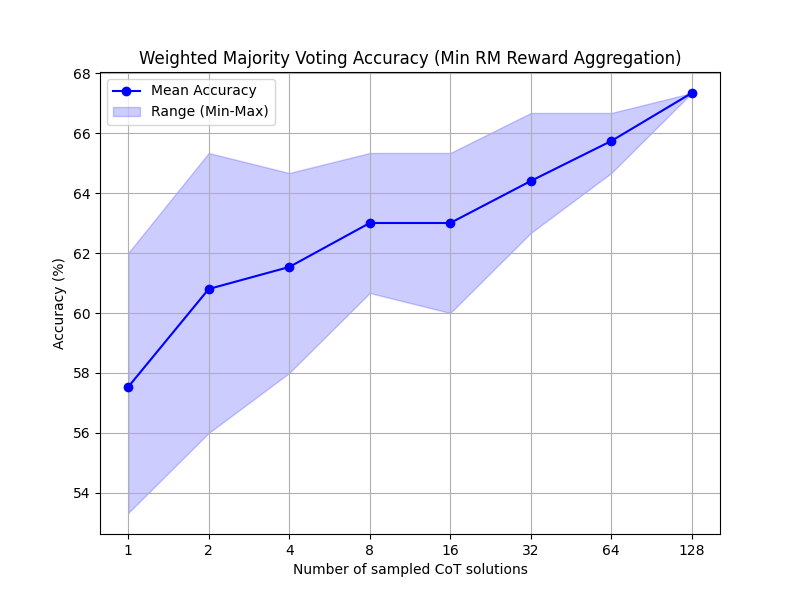 Weighted Majority Voting Accuracy (Min RM Reward Aggregation)
Mean Accuracy
Range (Min-Max)
Accuracy (%)
68
66
64
62
60
58
56
54
1 2 4 8 16 32 64 128
Number of sampled CoT solutions